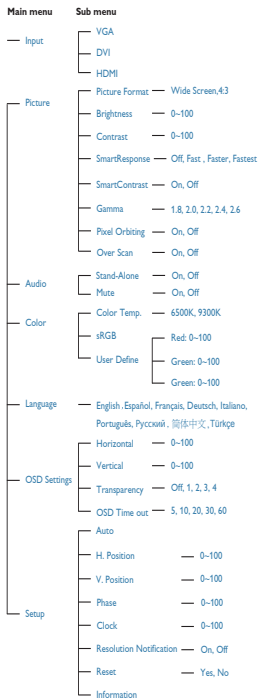 Main menu Sub menu
Input
VGA
DVI
HDMI
Picture
Picture Format Wide Screen,4:3
Brightness 0~100
Contrast 0~100
SmartResponse Off, Fast , Faster, Fastest
SmartContrast On, Off
Gamma 1.8, 2.0, 2.2, 2.4, 2.6
Pixel Orbiting On, Off
Over Scan On, Off
Audio
Stand-Alone On, Off
Mute On, Off
Color
Color Temp. 6500K, 9300K
sRGB
User Define Red: 0~100
Green: 0~100
Green: 0~100
Language
English , Español, Français, Deutsch, Italiano,
Português, Русский , 简体中文 ,Türkçe
OSD Settings
Horizontal 0~100
Vertical 0~100
Transparency Off, 1, 2, 3, 4
OSD Time out 5, 10, 20, 30, 60
Setup
Auto
H. Position 0~100
V. Position 0~100
Phase 0~100
Clock 0~100
Resolution Notification On, Off
Reset Yes, No
Information